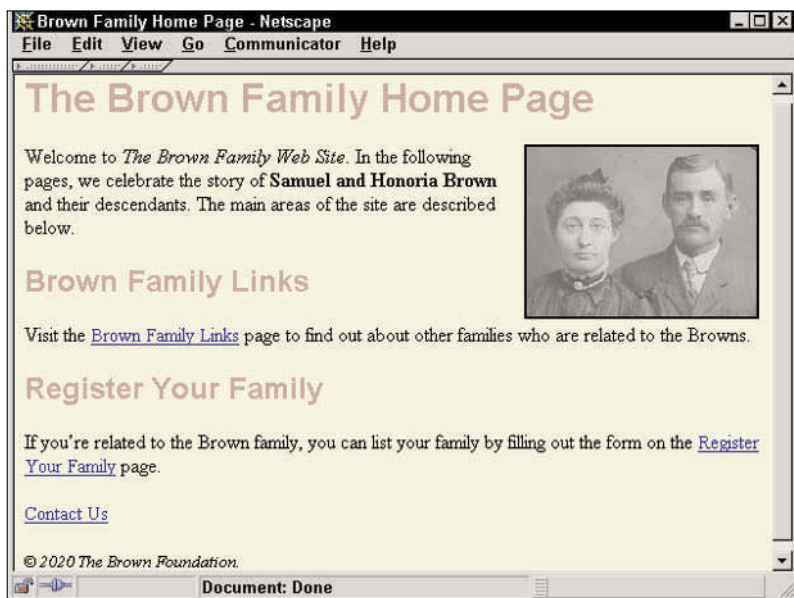 Brown Family Home Page - Netscape
File Edit View Go Communicator Help
The Brown Family Home Page
Welcome to The Brown Family Web Site. In the following
pages, we celebrate the story of Samuel and Honoria Brown
and their descendants. The main areas of the site are described
below.
Brown Family Links
Visit the Brown Family Links page to find out about other families who are related to the Browns.
Register Your Family
If you're related to the Brown family, you can list your family by filling out the form on the Register
Your Family page.
Contact Us
© 2020 The Brown Foundation.
Document: Done